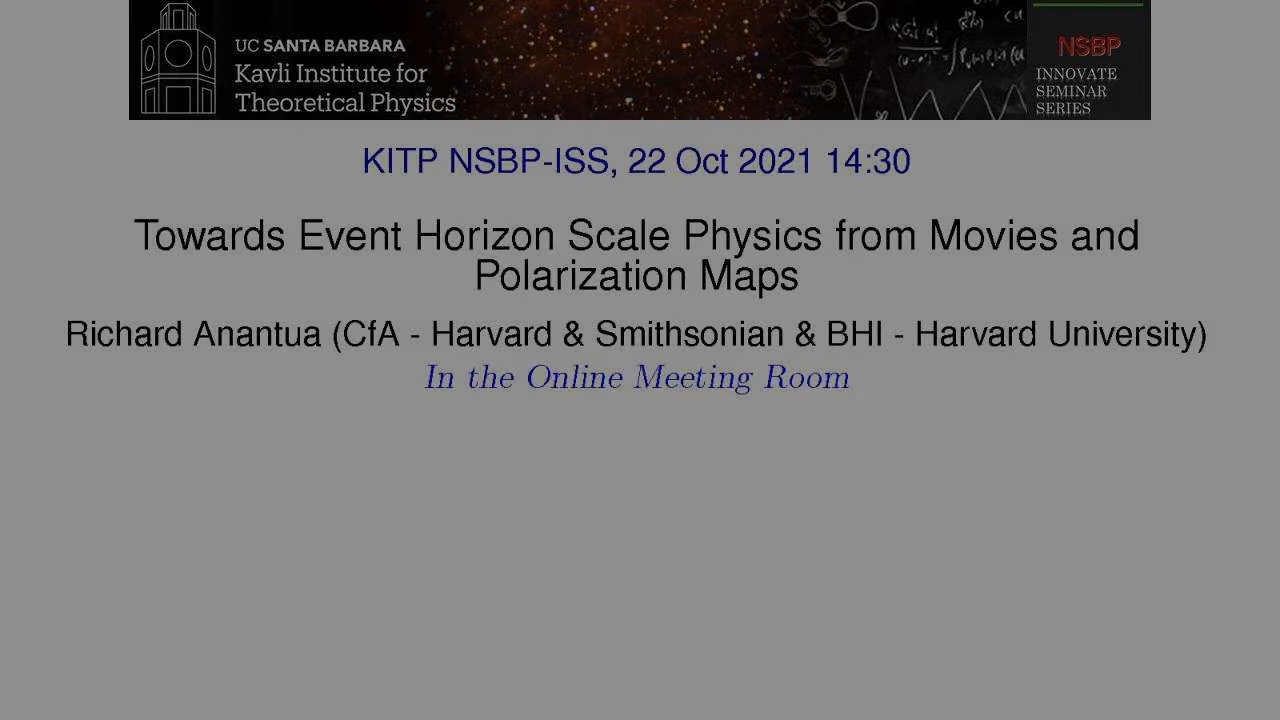 UC SANTA BARBARA
Kavli Institute for
Theoretical Physics
NSBP
INNOVATE
SEMINAR
SERIES
KITP NSBP-ISS, 22 Oct 2021 14:30
Towards Event Horizon Scale Physics from Movies and
Polarization Maps
Richard Anantua (CfA - Harvard & Smithsonian & BHI - Harvard University)
In the Online Meeting Room